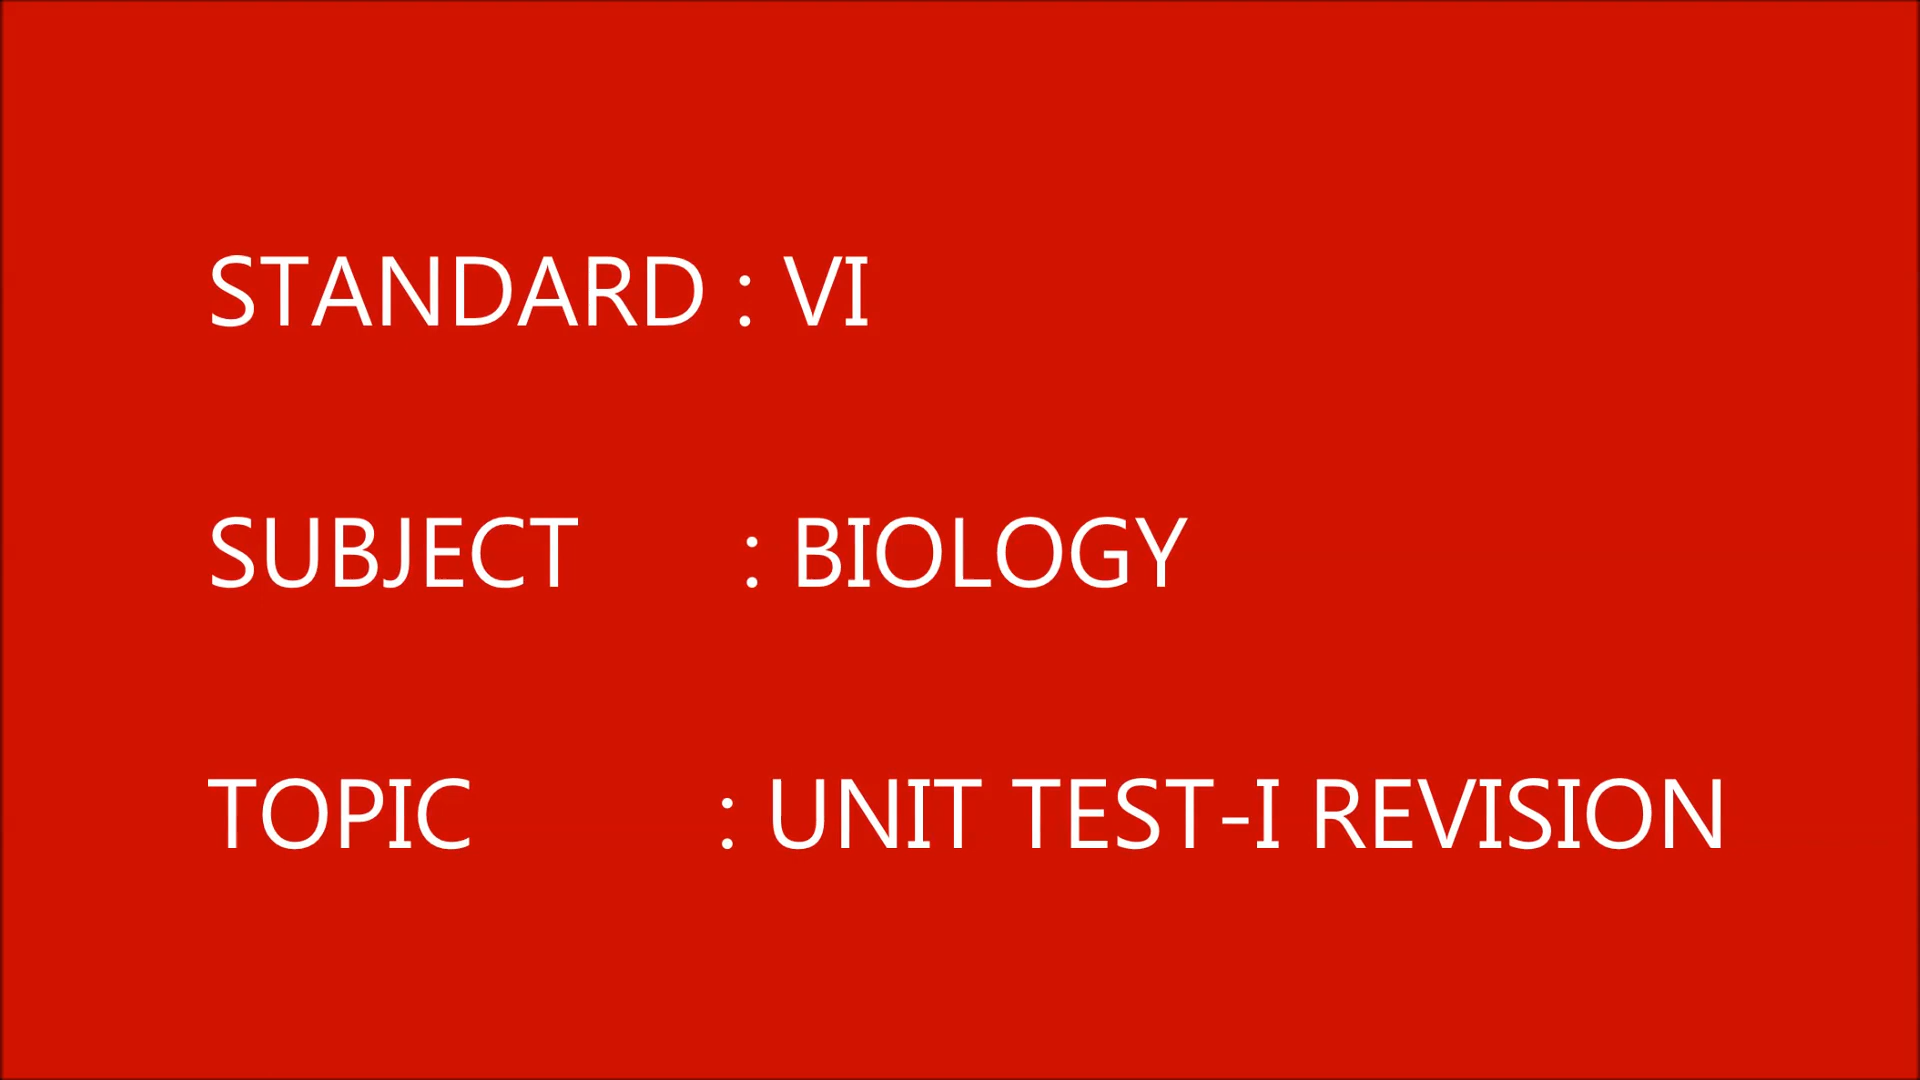 STANDARD : VI
SUBJECT : BIOLOGY
TOPIC : UNIT TEST-I REVISION